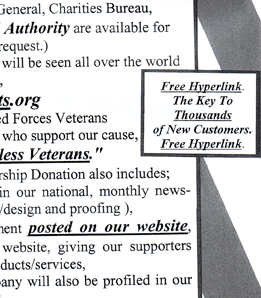 General, Charities Bureau,
Authority are available for
request.)
will be seen all over the world
ts.org
ed Forces Veterans
who support our cause,
less Veterans."
rship Donation also includes;
in our national, monthly news-
/design and proofing ),
ment posted on our website,
website, giving our supporters
ducts/services,
any will also be profiled in our
Free Hyperlink.
The Key To
Thousands
of New Customers.
Free Hyperlink.